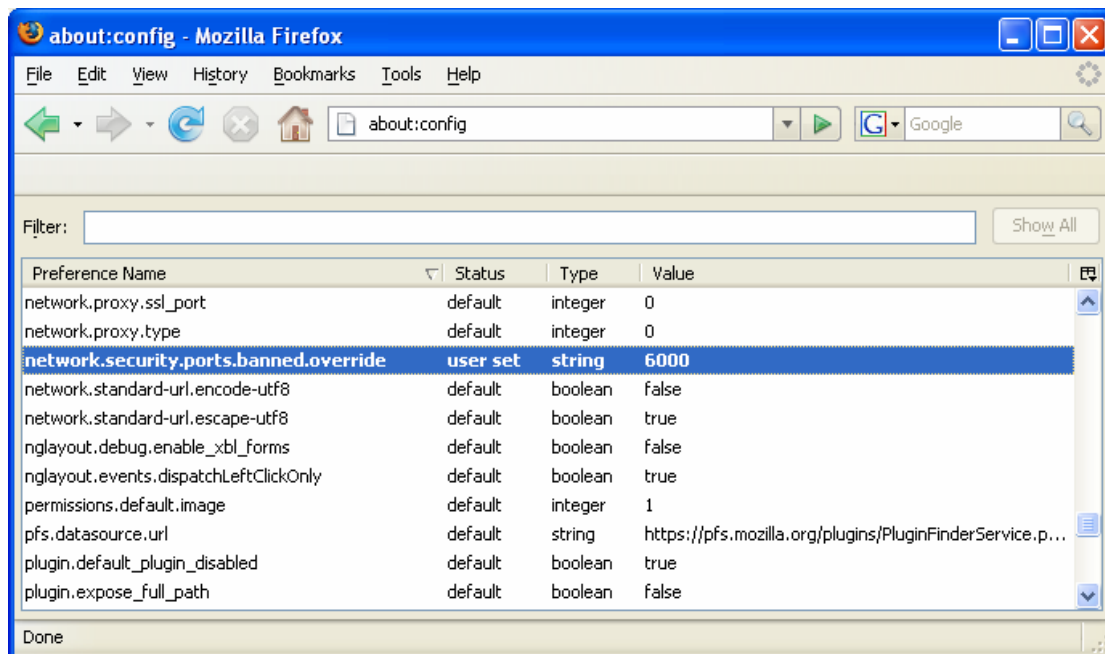 about:config - Mozilla Firefox
File Edit View History Bookmarks Tools Help
about:config G Google
Filter: Show All
Preference Name Status Type Value
network.proxy.ssl_port default integer 0
network.proxy.type default integer 0
network.security.ports.banned.override user set string 6000
network.standard-url.encode-utf8 default boolean false
network.standard-url.escape-utf8 default boolean true
nglayout.debug.enable_xbl_forms default boolean false
nglayout.events.dispatchLeftClickOnly default boolean true
permissions.default.image default integer 1
pfs.datasource.url default string https://pfs.mozilla.org/plugins/PluginFinderService.p...
plugin.default_plugin_disabled default boolean true
plugin.expose_full_path default boolean false
Done